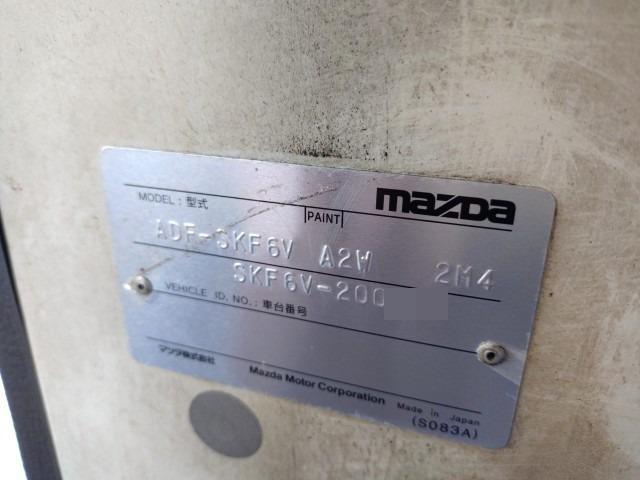 mazda
MODEL：型式
PAINT
ADF-SKF6V A2W 2M4
SKF6V-200
VEHICLE ID. NO.：車台番号
マツダ株式会社 Mazda Motor Corporation Made in Japan
(S083A)